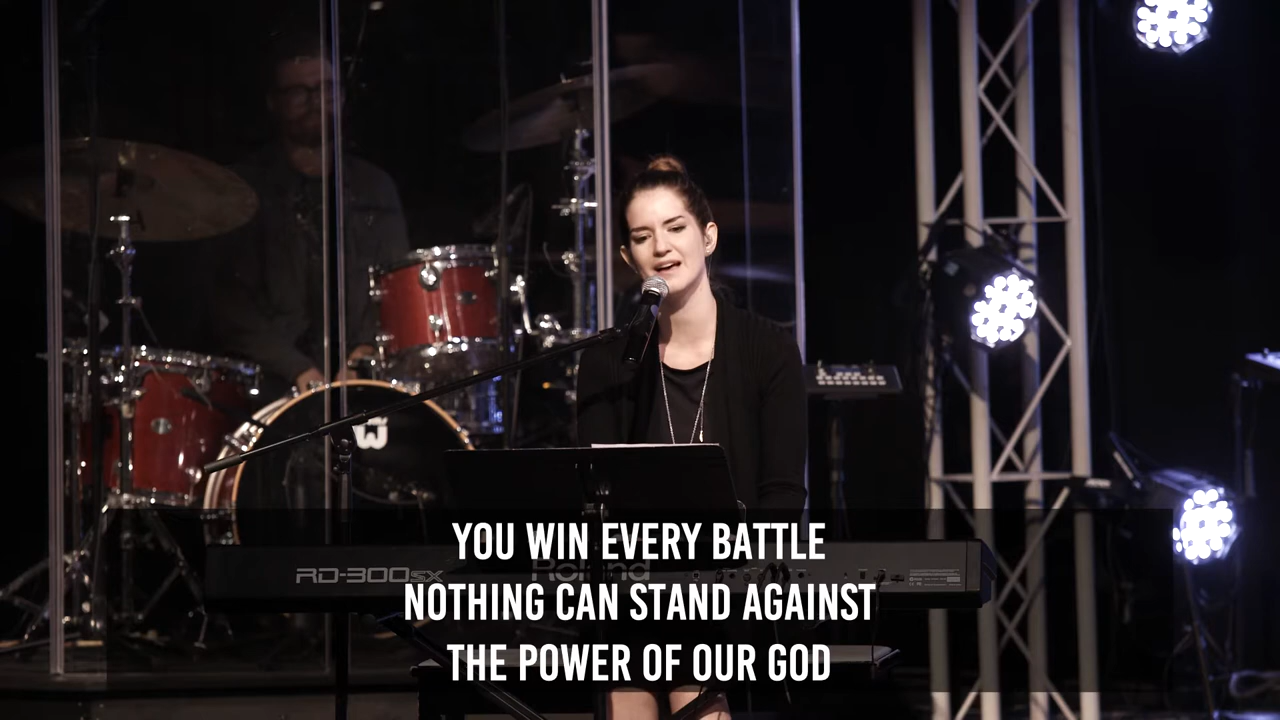 YOU WIN EVERY BATTLE
RD-300SX Roland
NOTHING CAN STAND AGAINST
THE POWER OF OUR GOD